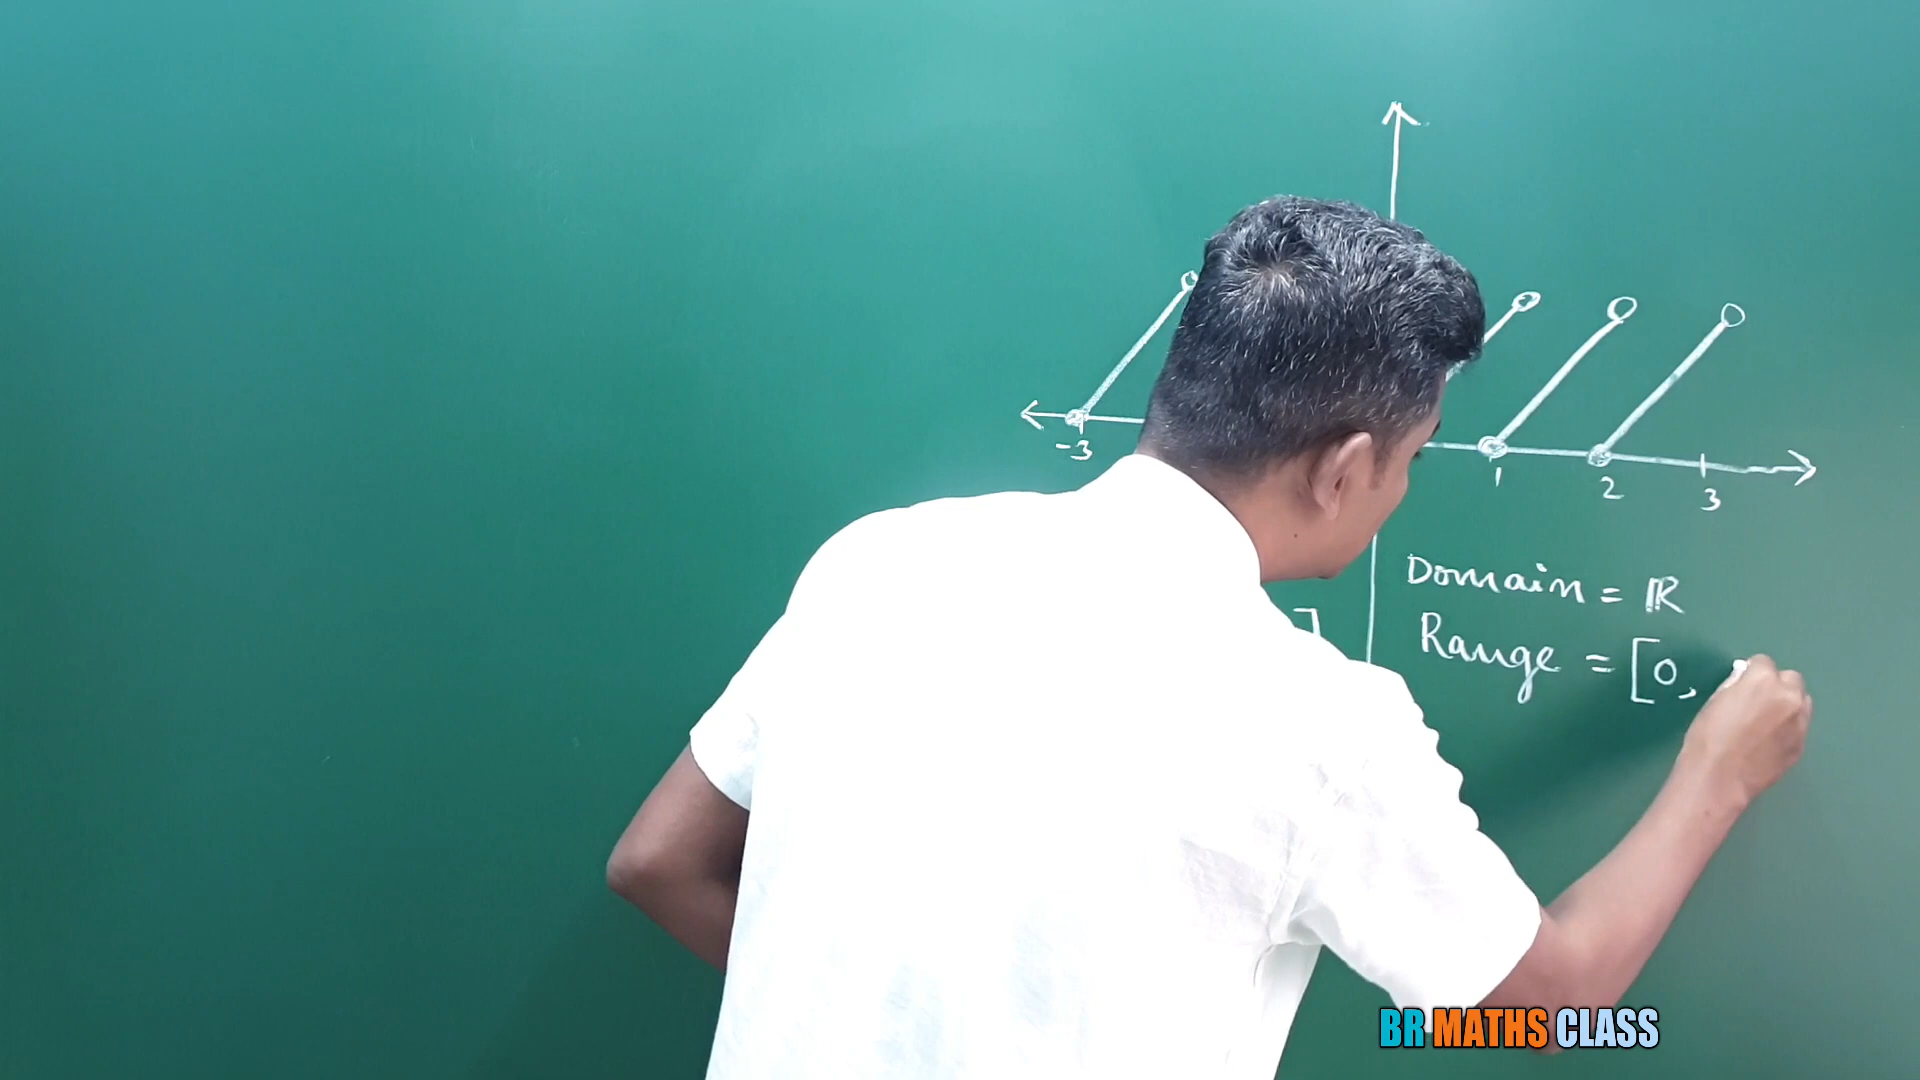 -3
1
2
3
Domain = ℝ
]
Range = [0,
BR MATHS CLASS